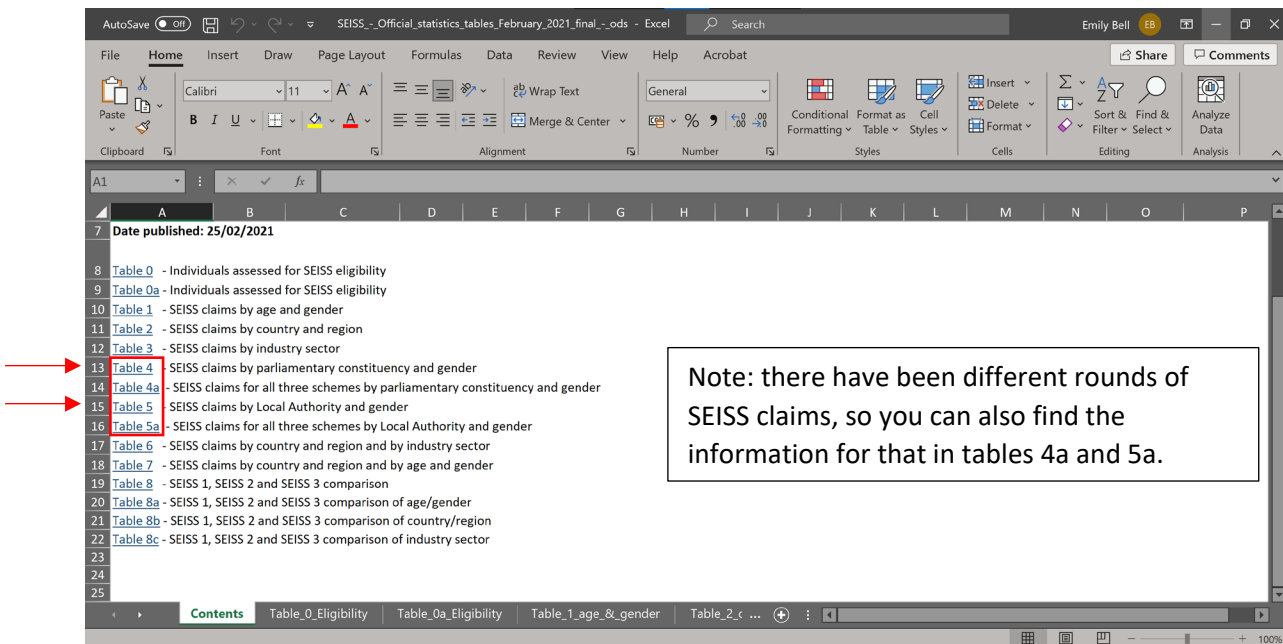 AutoSave Off SEISS_-_Official_statistics_tables_February_2021_final_-_ods - Excel Search Emily Bell EB
File Home Insert Draw Page Layout Formulas Data Review View Help Acrobat Share Comments
Paste
Clipboard
Calibri 11 A^ A˅
B I U A
Font
ab Wrap Text
Merge & Center
Alignment
General
% 9 .00 .00
Number
Conditional Formatting
Format as Table
Cell Styles
Styles
Insert
Delete
Format
Cells
Sort & Filter
Find & Select
Editing
Analyze Data
Analysis
A1 fx
A B C D E F G H I J K L M N O P
7 Date published: 25/02/2021
8 Table 0 - Individuals assessed for SEISS eligibility
9 Table 0a - Individuals assessed for SEISS eligibility
10 Table 1 - SEISS claims by age and gender
11 Table 2 - SEISS claims by country and region
12 Table 3 - SEISS claims by industry sector
13 Table 4 - SEISS claims by parliamentary constituency and gender
14 Table 4a - SEISS claims for all three schemes by parliamentary constituency and gender
15 Table 5 - SEISS claims by Local Authority and gender
16 Table 5a - SEISS claims for all three schemes by Local Authority and gender
17 Table 6 - SEISS claims by country and region and by industry sector
18 Table 7 - SEISS claims by country and region and by age and gender
19 Table 8 - SEISS 1, SEISS 2 and SEISS 3 comparison
20 Table 8a - SEISS 1, SEISS 2 and SEISS 3 comparison of age/gender
21 Table 8b - SEISS 1, SEISS 2 and SEISS 3 comparison of country/region
22 Table 8c - SEISS 1, SEISS 2 and SEISS 3 comparison of industry sector
23
24
25
Note: there have been different rounds of
SEISS claims, so you can also find the
information for that in tables 4a and 5a.
Contents Table_0_Eligibility Table_0a_Eligibility Table_1_age_&_gender Table_2_c ...
100%